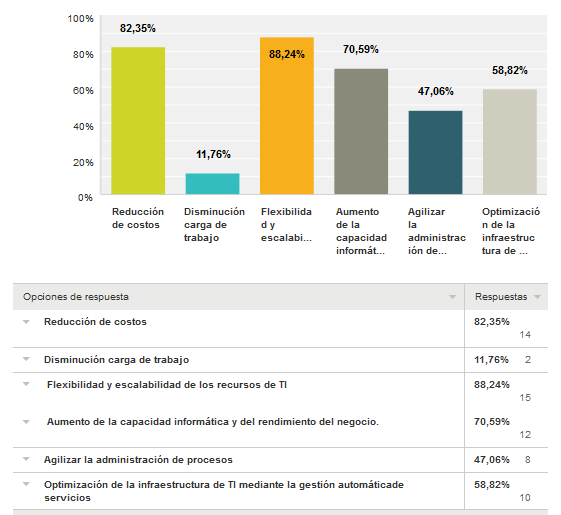 100%
80%
60%
40%
20%
0%
82,35%
11,76%
88,24%
70,59%
47,06%
58,82%
Reducción
de costos
Disminución
carga de
trabajo
Flexibilida
d y
escalabi...
Aumento
de la
capacidad
informát...
Agilizar
la
administrac
ión de...
Optimizació
n de la
infraestruc
tura de ...
Opciones de respuesta Respuestas
Reducción de costos 82,35%
14
Disminución carga de trabajo 11,76% 2
Flexibilidad y escalabilidad de los recursos de TI 88,24%
15
Aumento de la capacidad informática y del rendimiento del negocio. 70,59%
12
Agilizar la administración de procesos 47,06% 8
Optimización de la infraestructura de TI mediante la gestión automáticade 58,82%
servicios 10